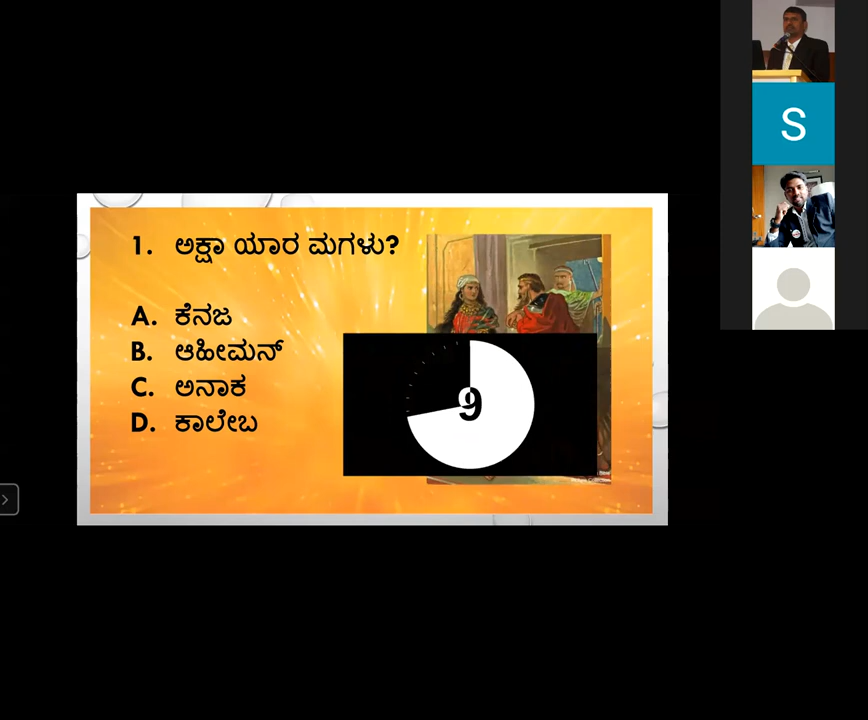 1. ಅಕ್ಷಾ ಯಾರ ಮಗಳು?
A. ಕೆನಜ
B. ಆಹೀಮನ್
C. ಅನಾಕ
D. ಕಾಲೇಬ
9
S